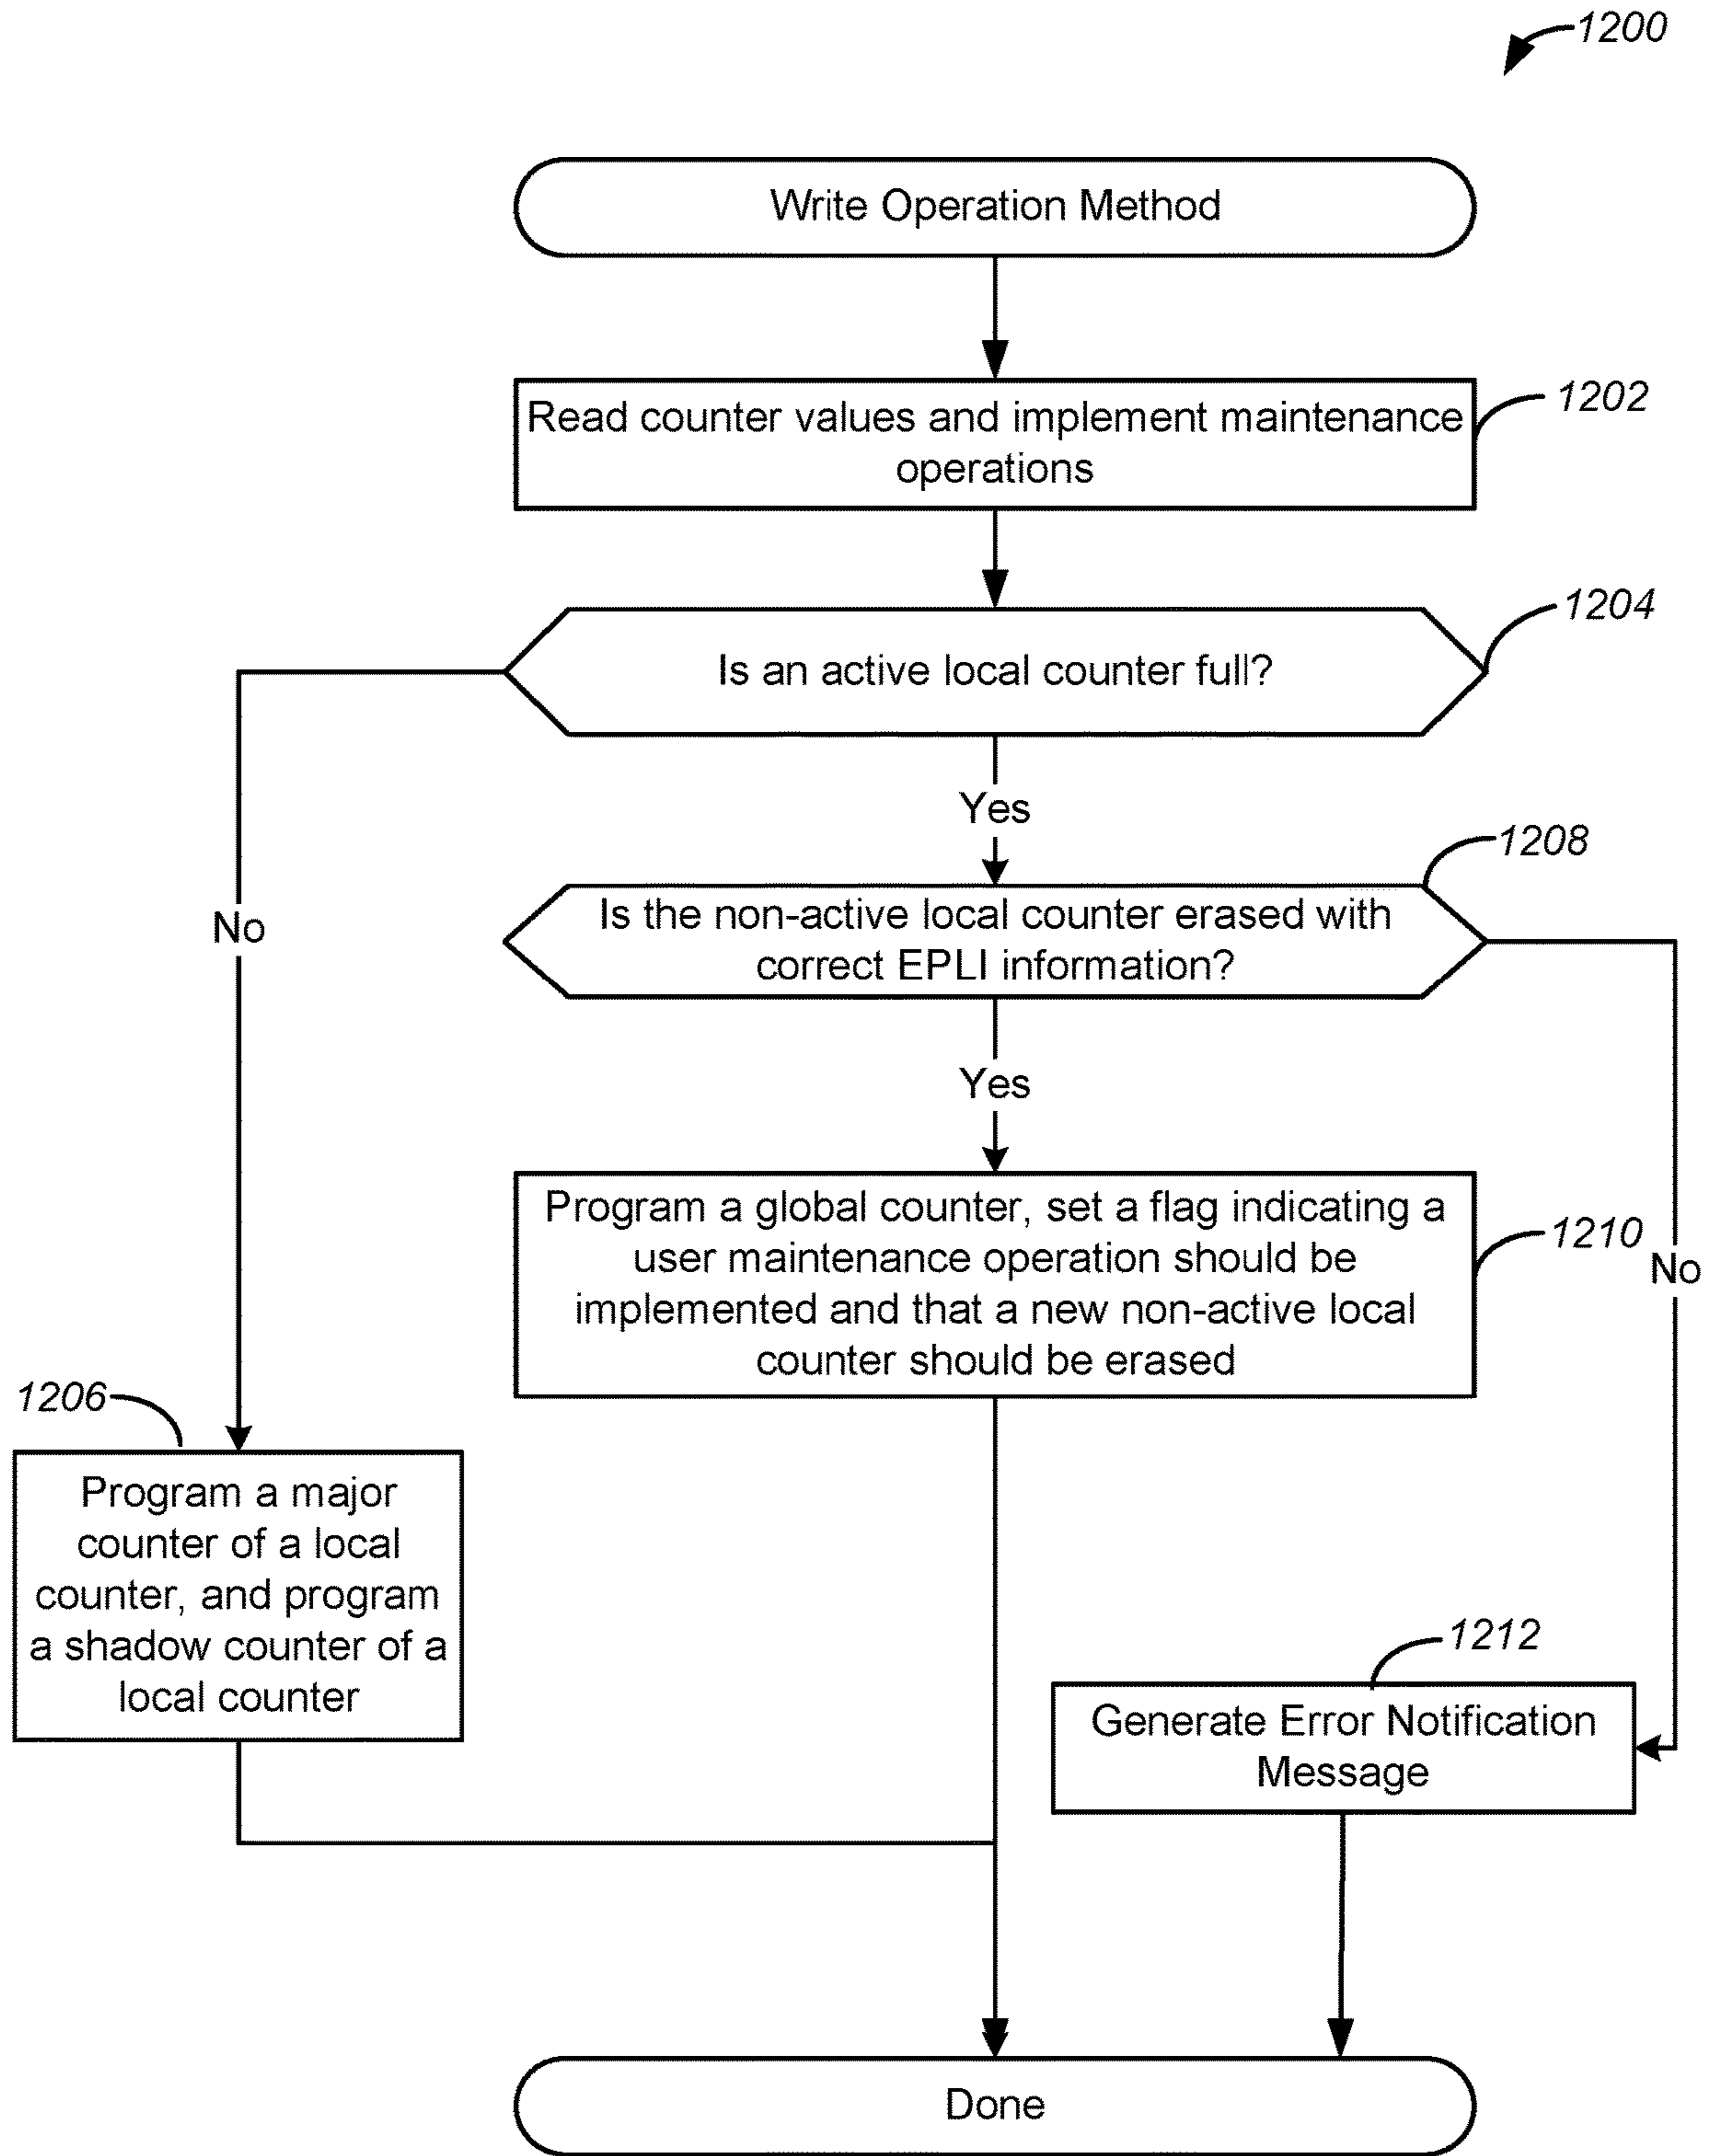 1200
Write Operation Method
Read counter values and implement maintenance
operations
1202
Is an active local counter full?
1204
Yes
No
Is the non-active local counter erased with
correct EPLI information?
1208
Yes
No
Program a global counter, set a flag indicating a
user maintenance operation should be
implemented and that a new non-active local
counter should be erased
1210
1206
Program a major
counter of a local
counter, and program
a shadow counter of a
local counter
1212
Generate Error Notification
Message
Done